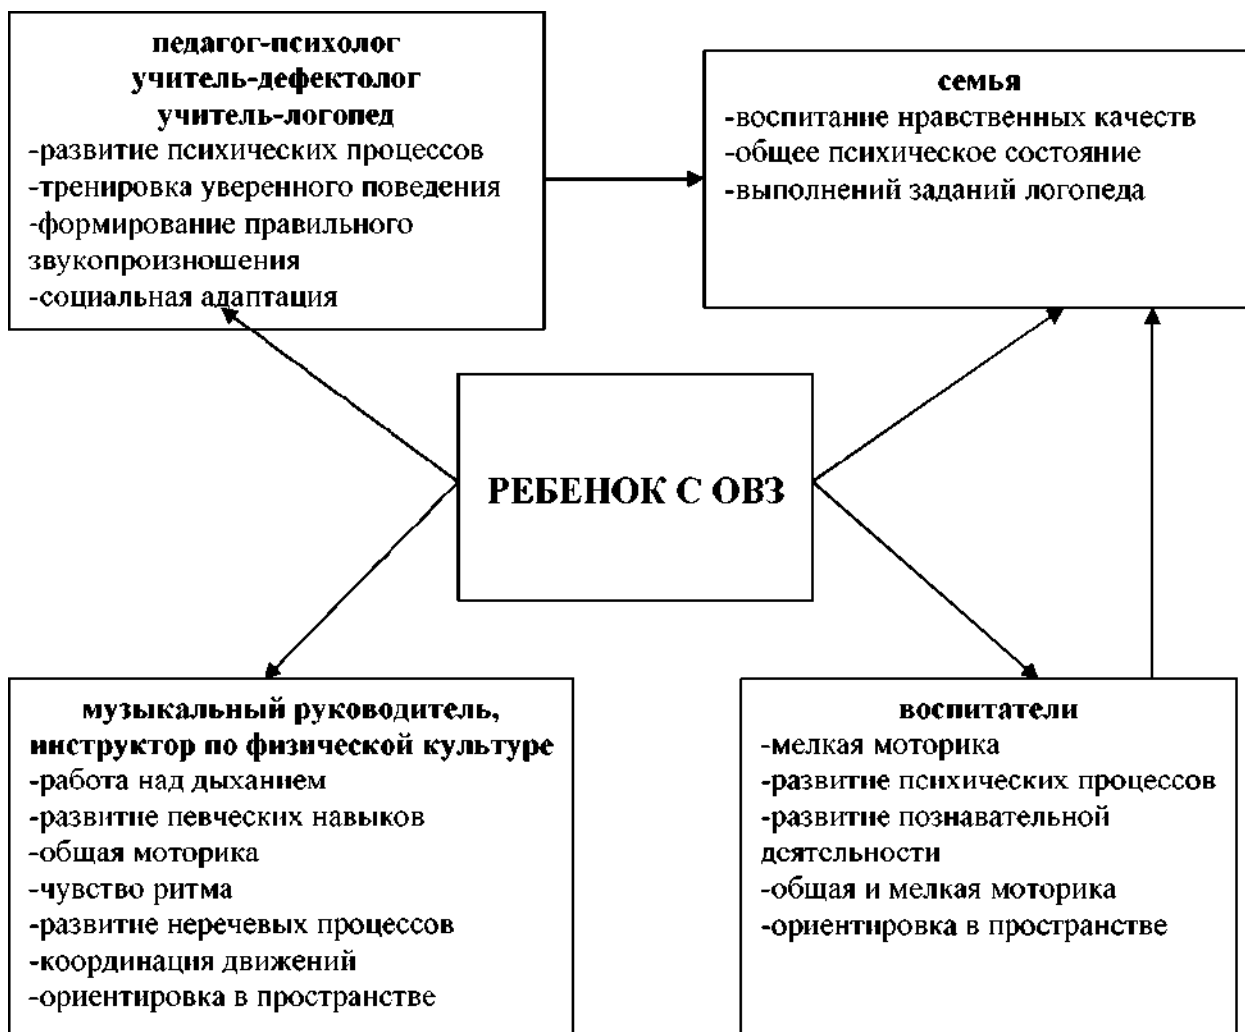 педагог-психолог
учитель-дефектолог
учитель-логопед
-развитие психических процессов
-тренировка уверенного поведения
-формирование правильного
звукопроизношения
-социальная адаптация
семья
-воспитание нравственных качеств
-общее психическое состояние
-выполнений заданий логопеда
РЕБЕНОК С ОВЗ
музыкальный руководитель,
инструктор по физической культуре
-работа над дыханием
-развитие певческих навыков
-общая моторика
-чувство ритма
-развитие неречевых процессов
-координация движений
-ориентировка в пространстве
воспитатели
-мелкая моторика
-развитие психических процессов
-развитие познавательной
деятельности
-общая и мелкая моторика
-ориентировка в пространстве